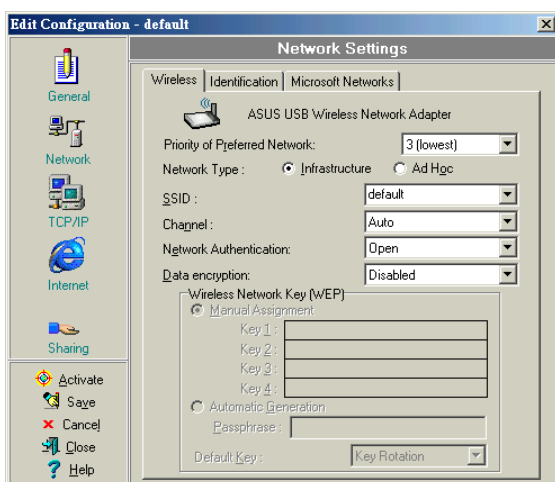 Edit Configuration - default
Network Settings
General
Network
TCP/IP
Internet
Sharing
Activate
Save
Cancel
Close
Help
Wireless
Identification
Microsoft Networks
ASUS USB Wireless Network Adapter
Priority of Preferred Network: 3 (lowest)
Network Type : Infrastructure Ad Hoc
SSID : default
Channel : Auto
Network Authentication: Open
Data encryption: Disabled
Wireless Network Key (WEP)
Manual Assignment
Key 1 :
Key 2 :
Key 3 :
Key 4 :
Automatic Generation
Passphrase :
Default Key : Key Rotation